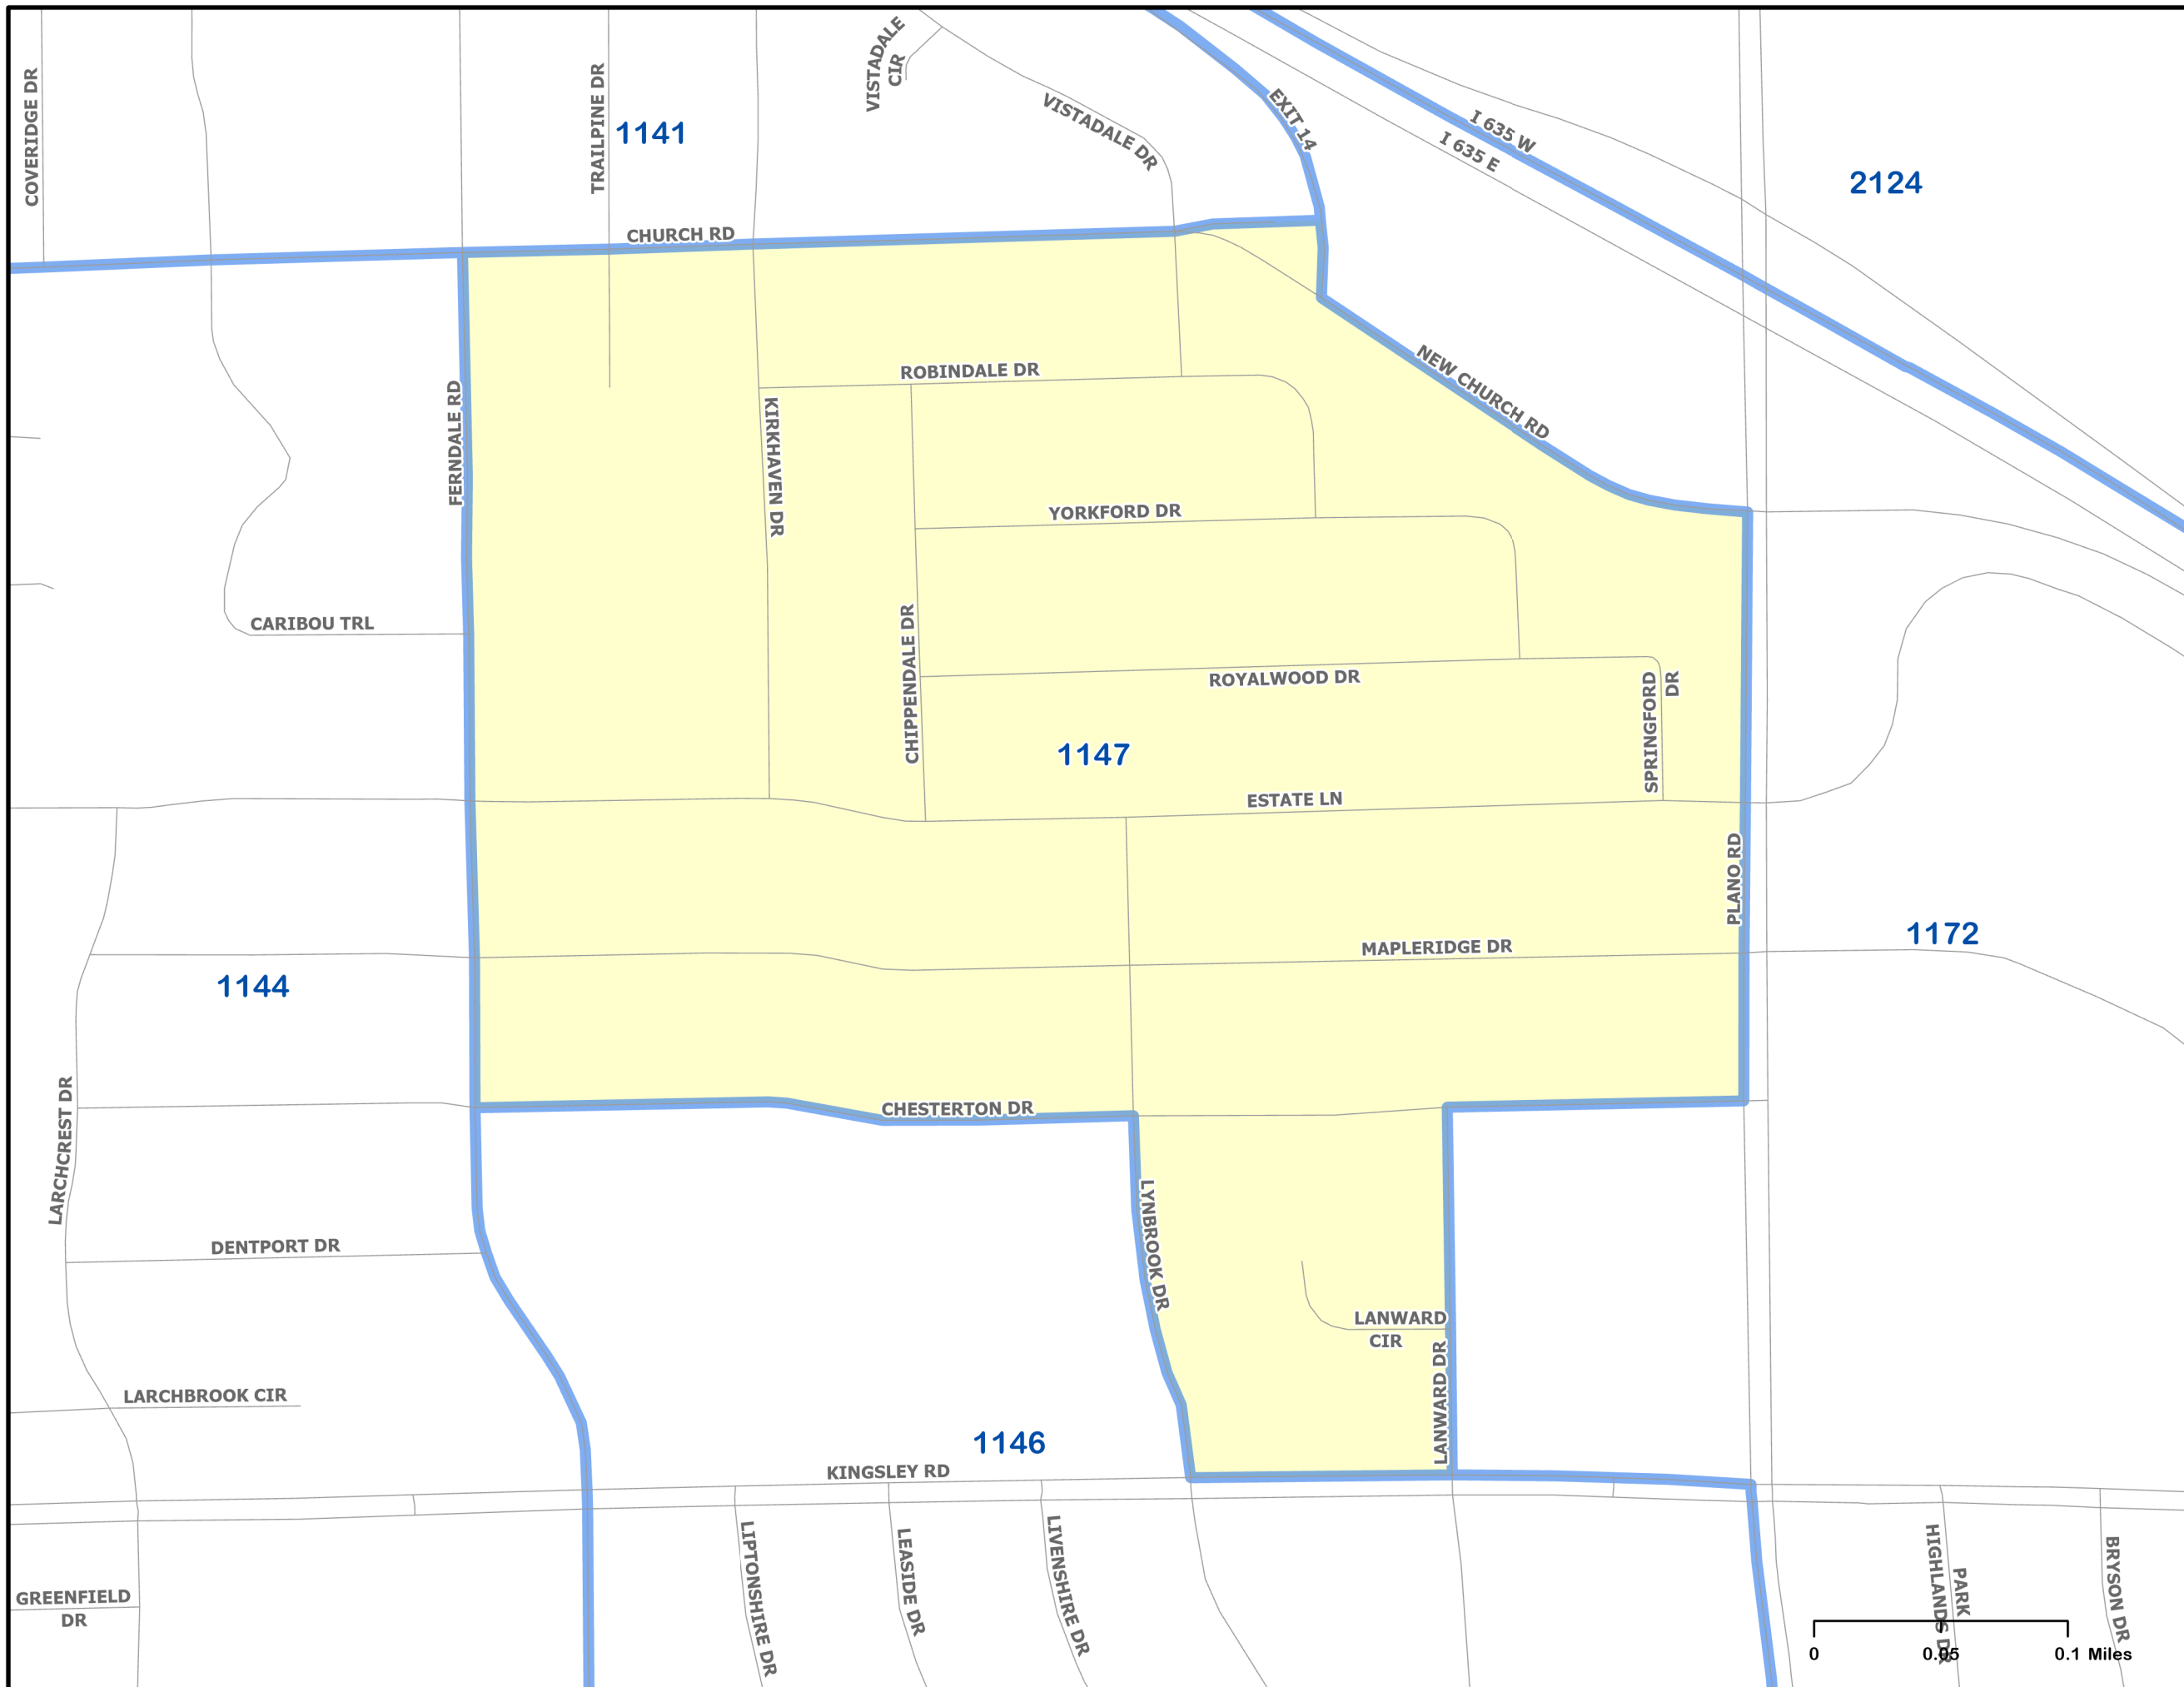 COVERIDGE DR
TRAILPINE DR
1141
VISTADALE
CIR
VISTADALE DR
EXIT 14
I 635 W
I 635 E
2124
CHURCH RD
FERNDALE RD
ROBINDALE DR
KIRKHAVEN DR
NEW CHURCH RD
YORKFORD DR
CARIBOU TRL
CHIPPENDALE DR
ROYALWOOD DR
SPRINGFORD
DR
1147
ESTATE LN
PLANO RD
MAPLERIDGE DR
1172
1144
CHESTERTON DR
LARCHCREST DR
LYNBROOK DR
DENTPORT DR
LANWARD
CIR
LANWARD DR
LARCHBROOK CIR
1146
KINGSLEY RD
LIPTONSHIRE DR
LEASIDE DR
LIVENSHIRE DR
HIGHLANDS DR
PARK
BRYSON DR
GREENFIELD
DR
0 0.05 0.1 Miles